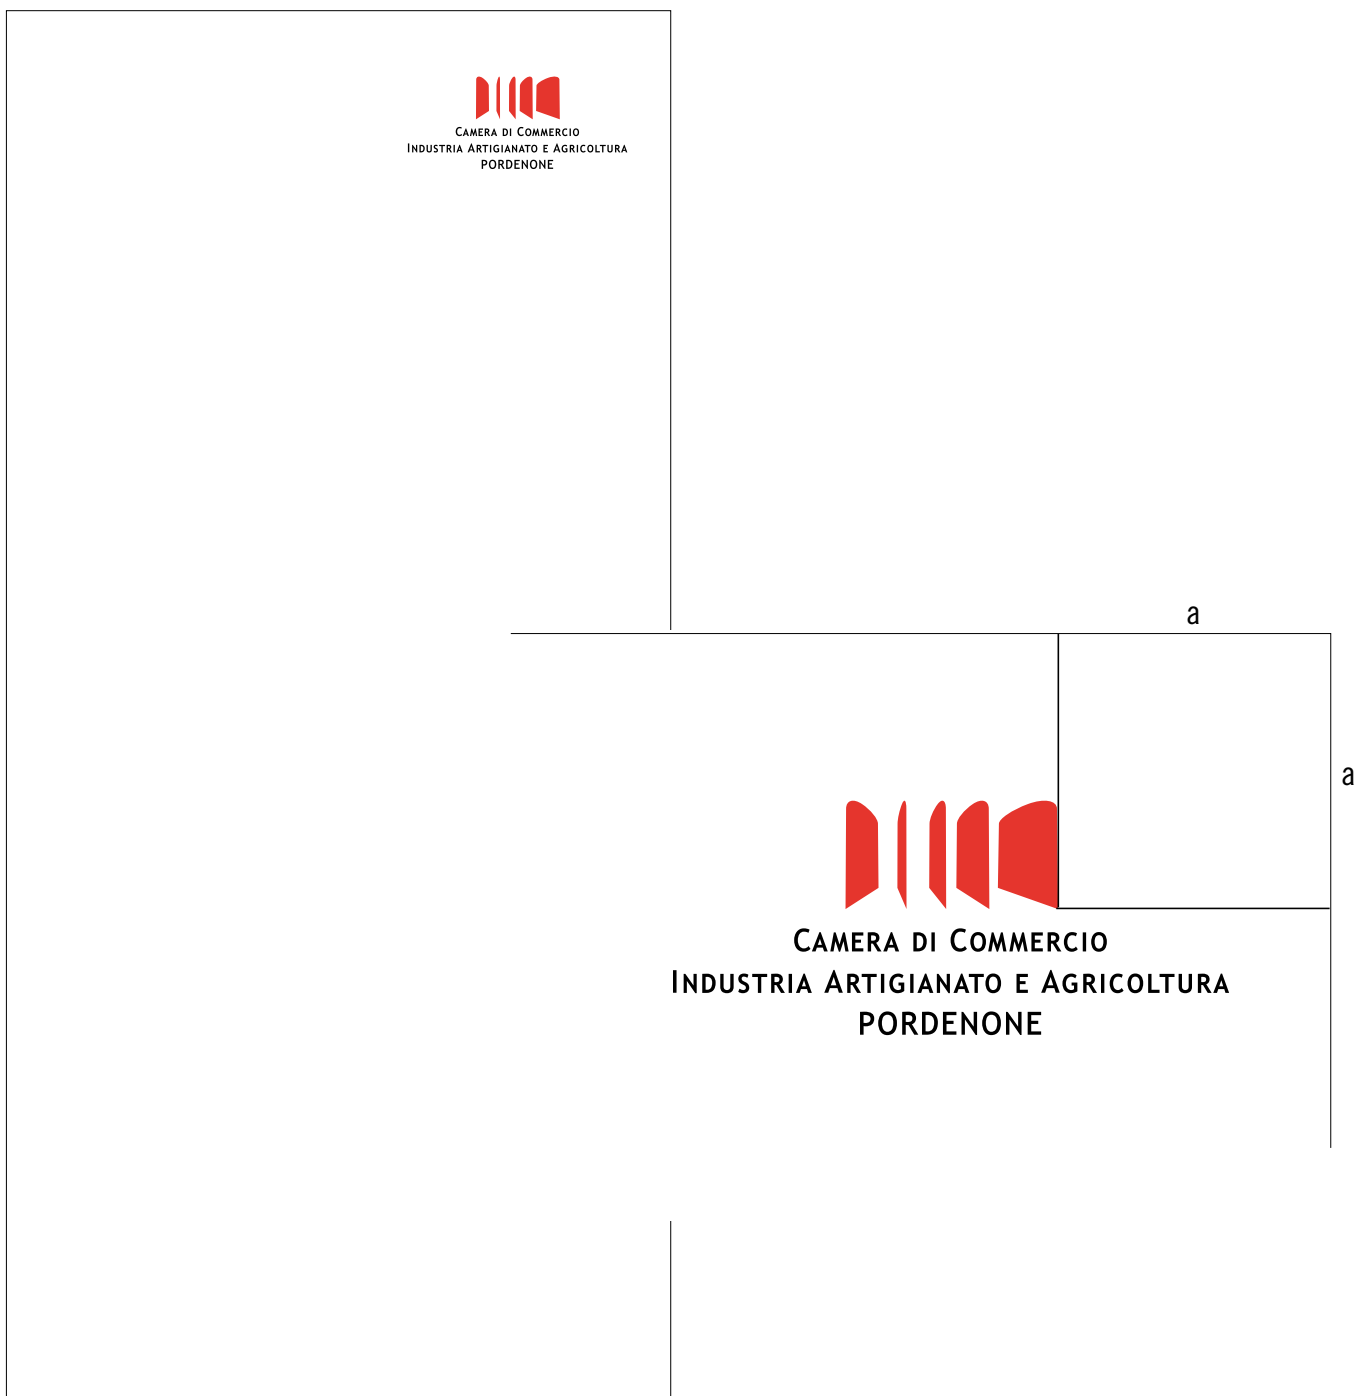 Camera di Commercio
Industria Artigianato e Agricoltura
PORDENONE
a
a
Camera di Commercio
Industria Artigianato e Agricoltura
PORDENONE